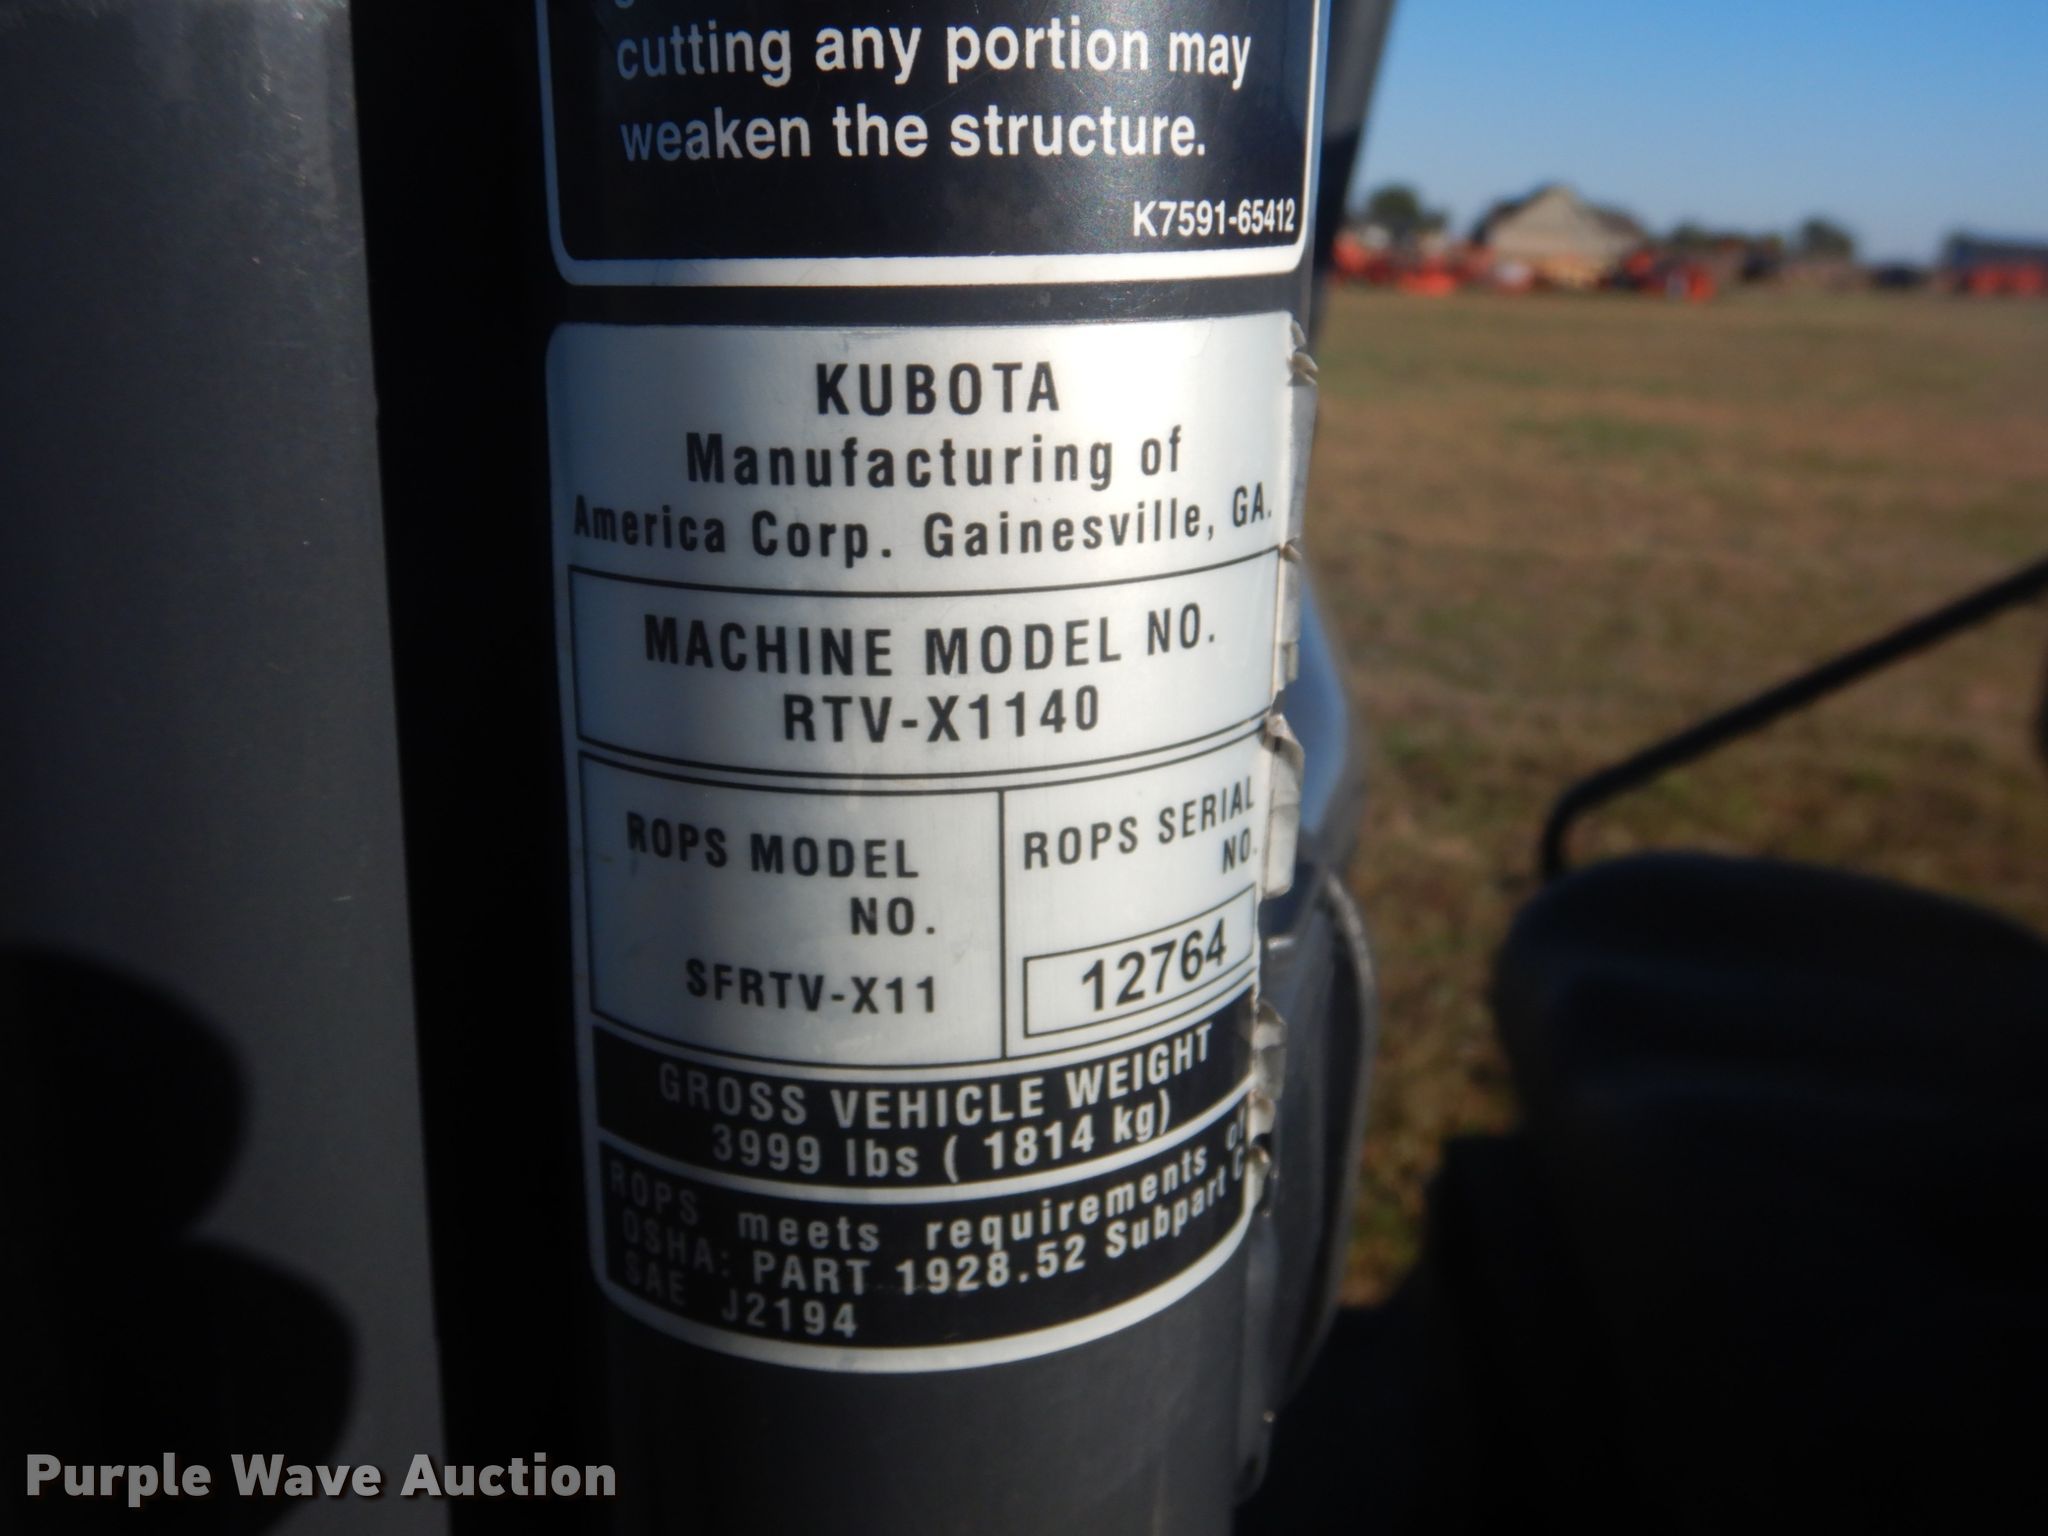 cutting any portion may
weaken the structure.
K7591-65412
KUBOTA
Manufacturing of
America Corp. Gainesville, GA.
MACHINE MODEL NO.
RTV-X1140
ROPS MODEL
NO.
SFRTV-X11
ROPS SERIAL
NO.
12764
GROSS VEHICLE WEIGHT
3999 lbs ( 1814 kg)
ROPS meets requirements of
OSHA: PART 1928.52 Subpart C
SAE J2194
Purple Wave Auction